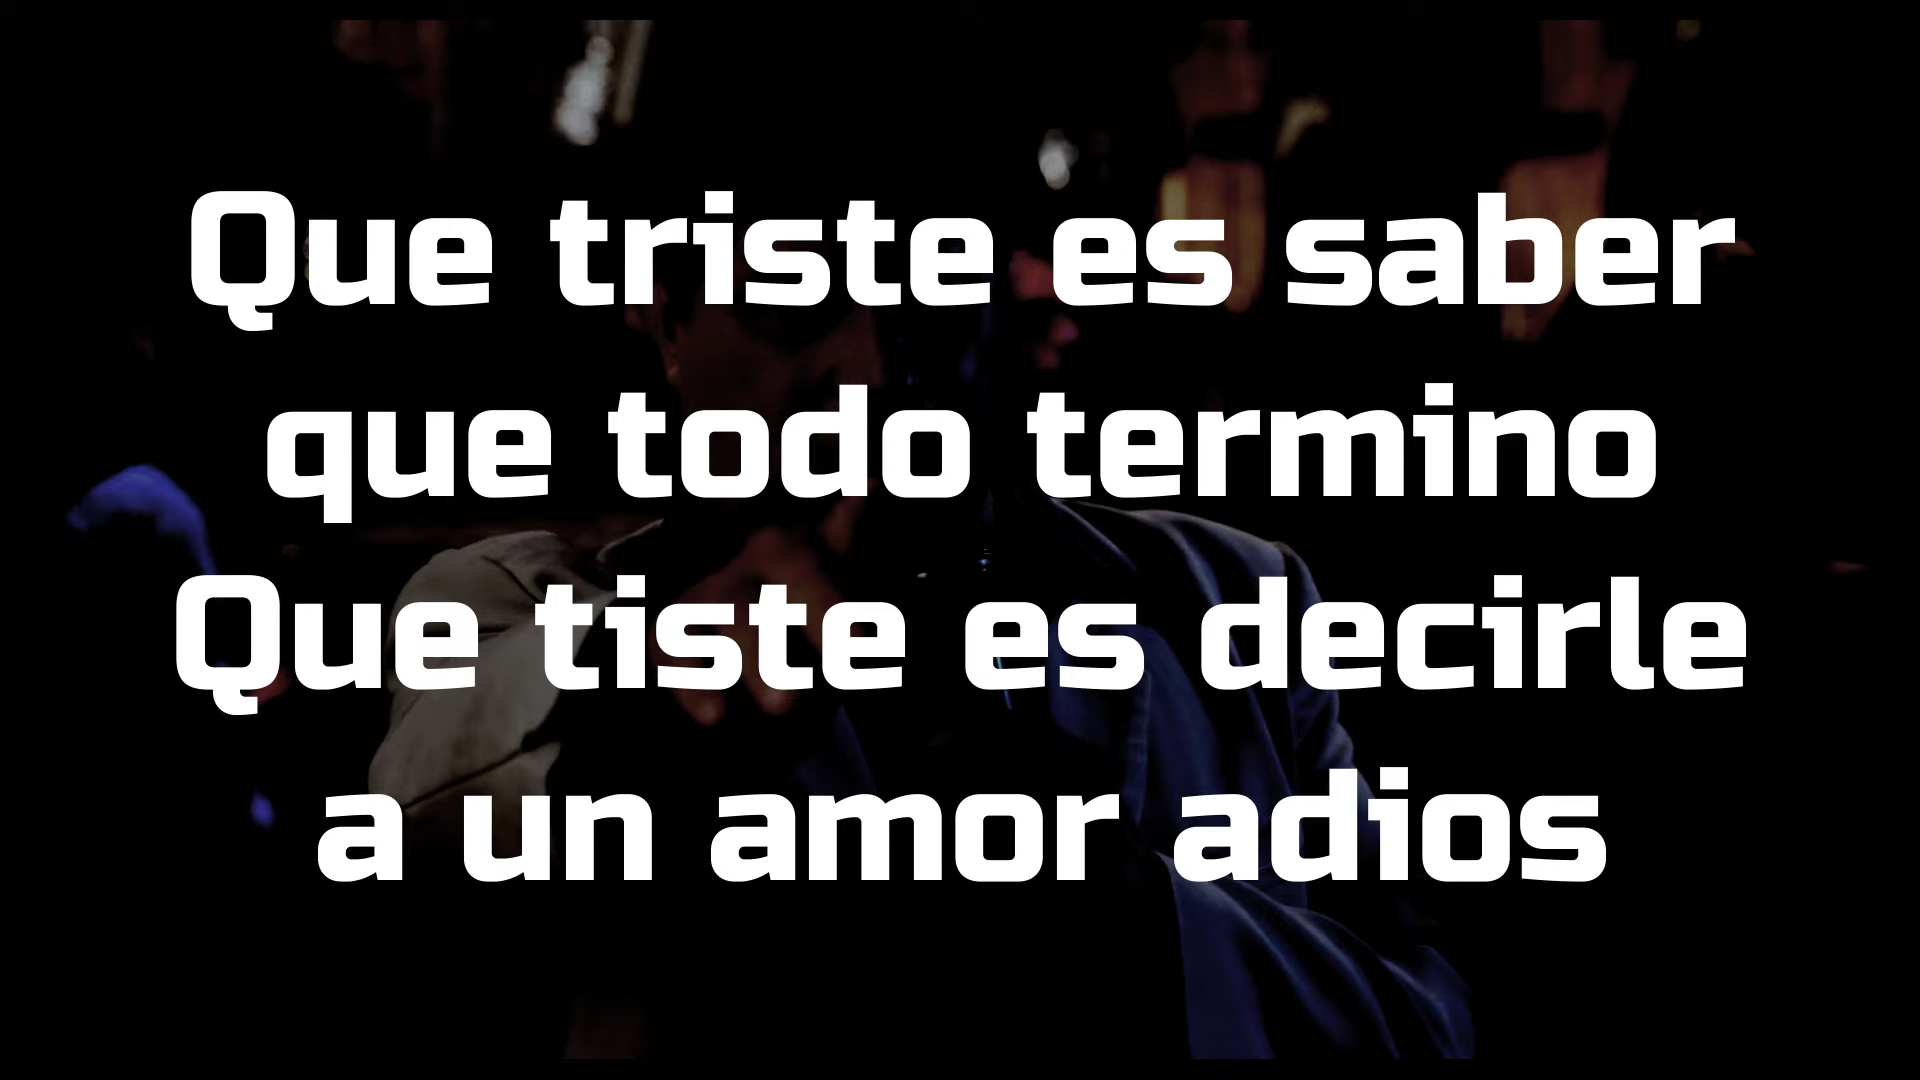 Que triste es saber
que todo termino
Que tiste es decirle
a un amor adios